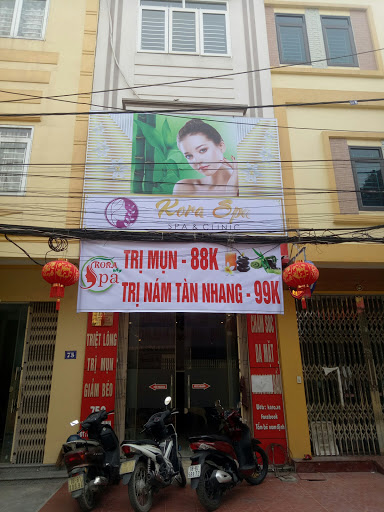 Kora Spa
SPA & CLINIC
KORA
Spa
TRỊ MỤN - 88K
TRỊ NÁM TÀN NHANG - 99K
78
TRIỆT LÔNG
TRỊ MỤN
GIẢM BÉO
CHĂM SÓC
DA MẶT